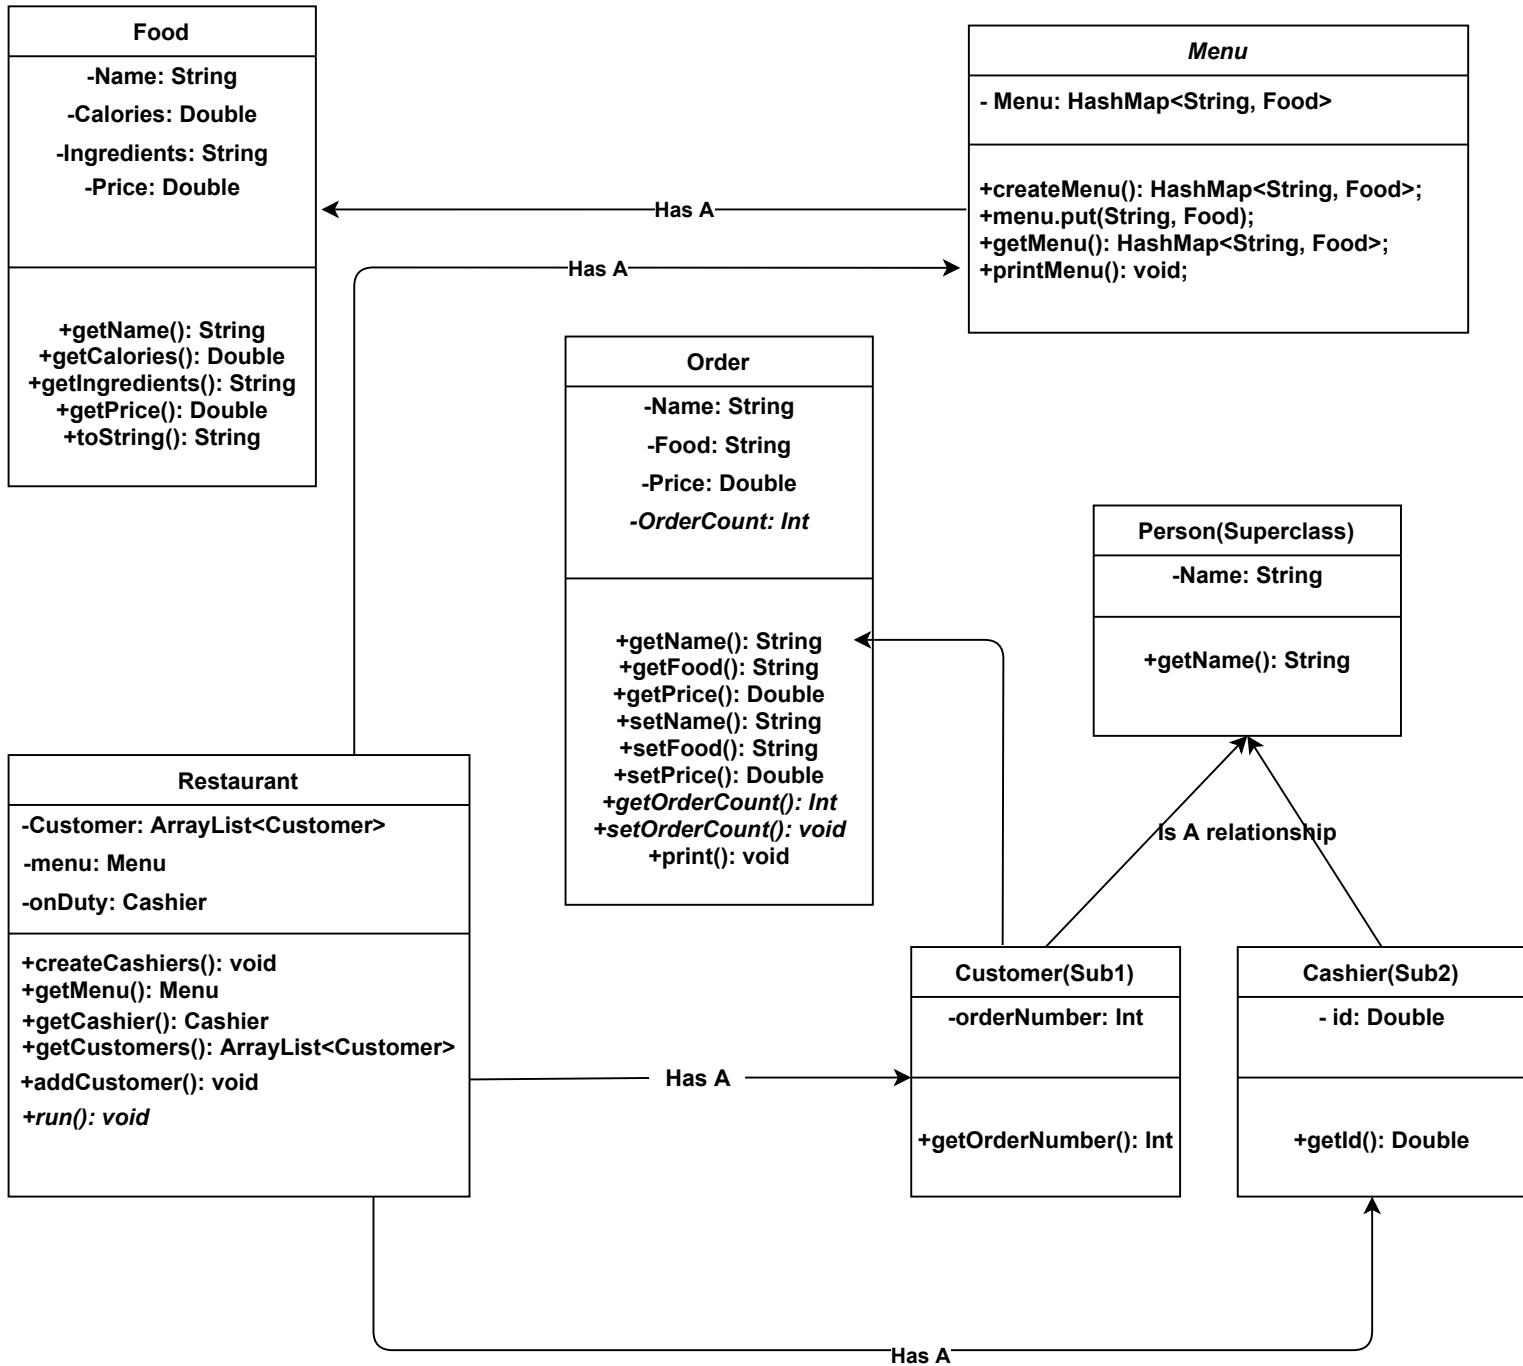 Food
-Name: String
-Calories: Double
-Ingredients: String
-Price: Double
+getName(): String
+getCalories(): Double
+getIngredients(): String
+getPrice(): Double
+toString(): String
Menu
- Menu: HashMap<String, Food>
+createMenu(): HashMap<String, Food>;
+menu.put(String, Food);
+getMenu(): HashMap<String, Food>;
+printMenu(): void;
Has A
Has A
Order
-Name: String
-Food: String
-Price: Double
-OrderCount: Int
+getName(): String
+getFood(): String
+getPrice(): Double
+setName(): String
+setFood(): String
+setPrice(): Double
+getOrderCount(): Int
+setOrderCount(): void
+print(): void
Person(Superclass)
-Name: String
+getName(): String
Is A relationship
Restaurant
-Customer: ArrayList<Customer>
-menu: Menu
-onDuty: Cashier
+createCashiers(): void
+getMenu(): Menu
+getCashier(): Cashier
+getCustomers(): ArrayList<Customer>
+addCustomer(): void
+run(): void
Has A
Customer(Sub1)
-orderNumber: Int
+getOrderNumber(): Int
Cashier(Sub2)
- id: Double
+getId(): Double
Has A